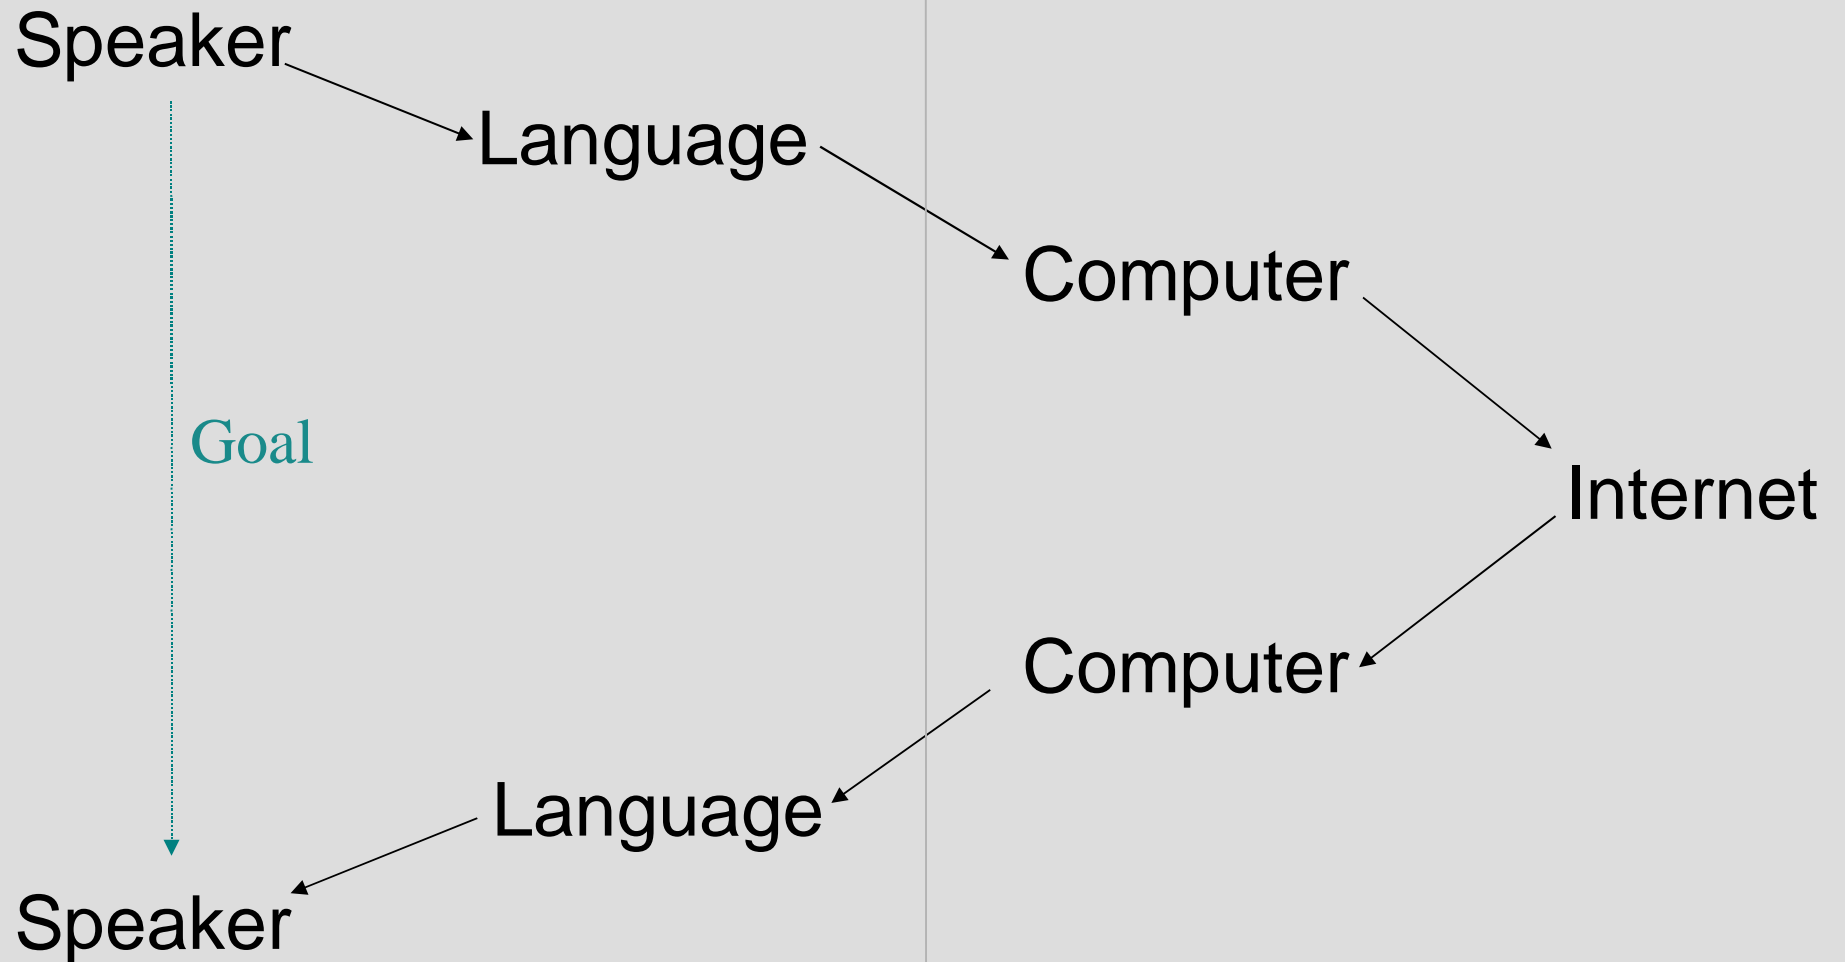 Speaker
Language
Computer
Goal
Internet
Computer
Language
Speaker